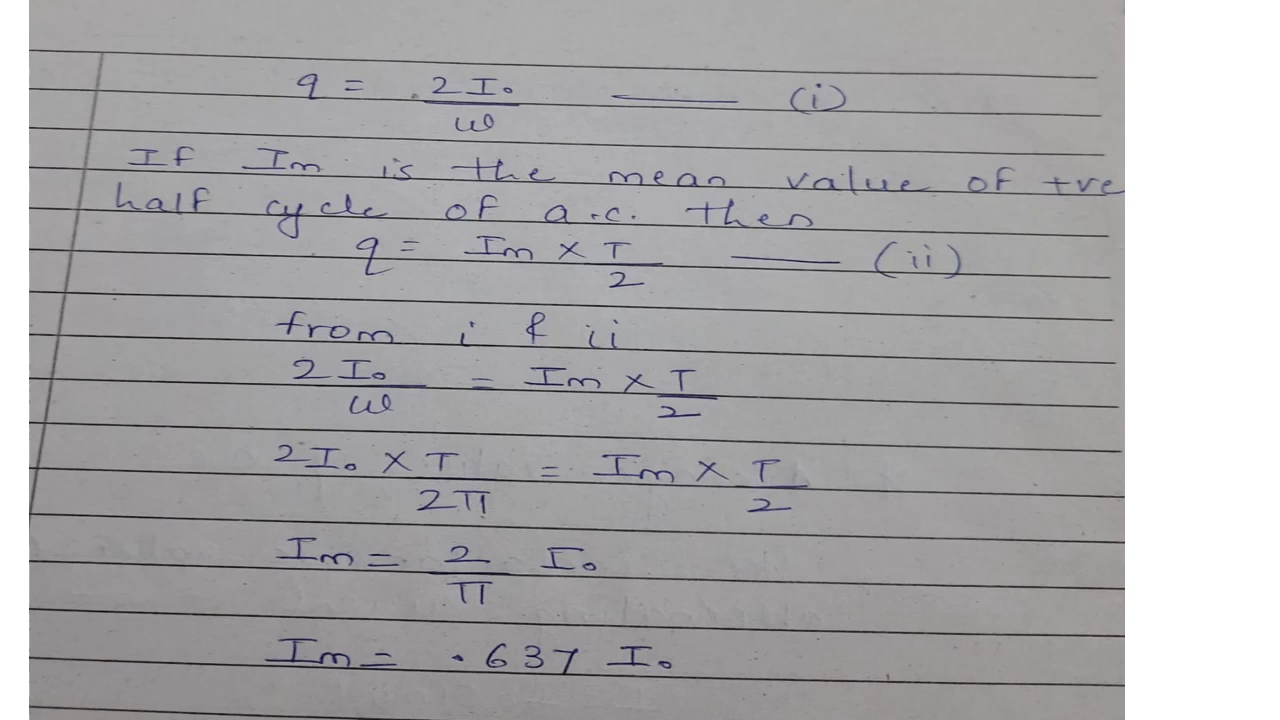 q = 2I₀/ω —— (i)
If Im is the mean value of +ve
half cycle of a.c. then
q = Im × T/2 —— (ii)
from i & ii
2I₀/ω = Im × T/2
2I₀ × T/2π = Im × T/2
Im = 2/π I₀
Im = .637 I₀